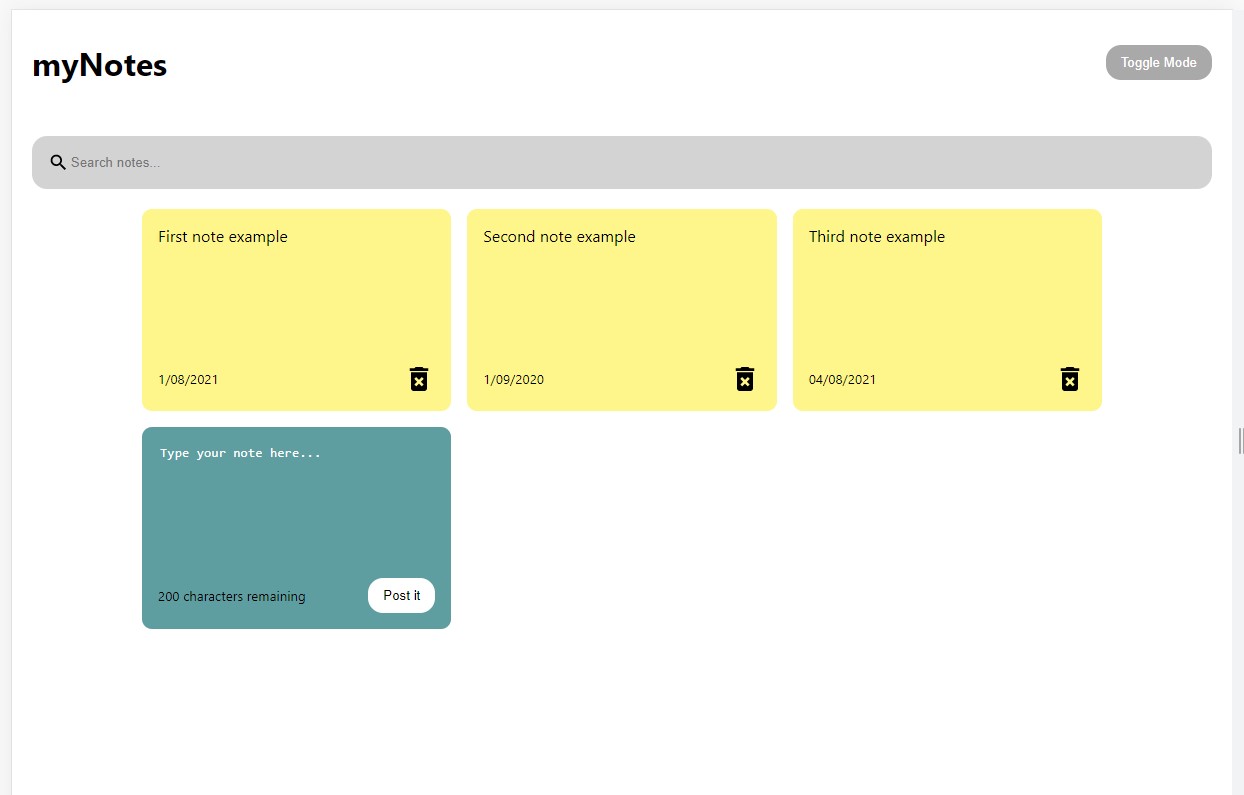 myNotes
Toggle Mode
Search notes...
First note example
Second note example
Third note example
1/08/2021
1/09/2020
04/08/2021
Type your note here...
200 characters remaining
Post it